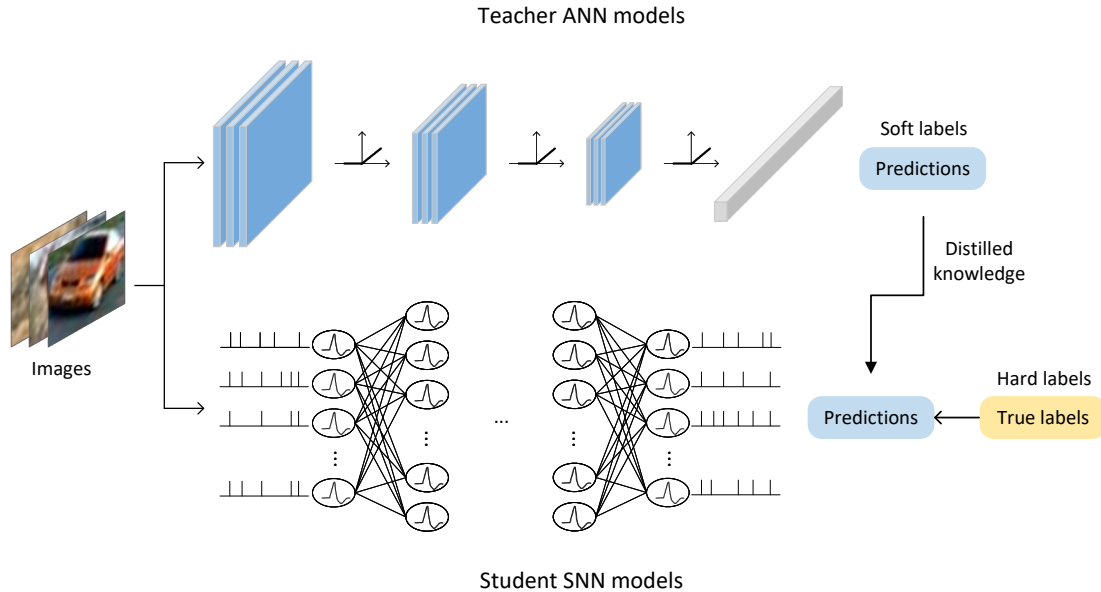 Teacher ANN models
Soft labels
Predictions
Distilled
knowledge
Images
...
Hard labels
Predictions
True labels
Student SNN models